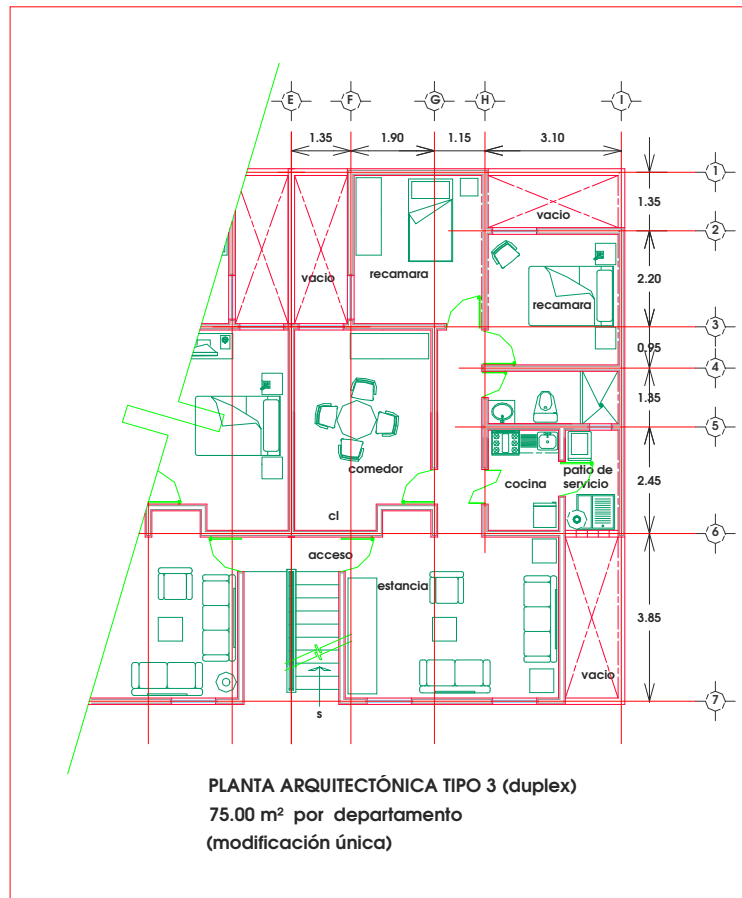 E F G H I
1.35 1.90 1.15 3.10
1
1.35
vacio
2
recamara
vacio
2.20
recamara
3
0.95
4
1.35
5
comedor
patio de
servicio
cocina
2.45
cl
6
acceso
estancia
3.85
vacio
7
s
PLANTA ARQUITECTÓNICA TIPO 3 (duplex)
75.00 m² por departamento
(modificación única)